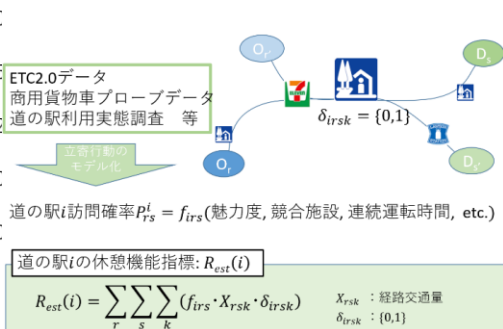 ETC2.0データ
商用貨物車プローブデータ
道の駅利用実態調査 等
立寄行動の
モデル化
O_r'
D_s
δ_irsk = {0,1}
O_r
D_s'
道の駅i訪問確率P^i_rs = f_irs(魅力度, 競合施設, 連続運転時間, etc.)
道の駅iの休憩機能指標: R_est(i)
R_est(i) = ∑_r ∑_s ∑_k (f_irs・X_rsk・δ_irsk)
X_rsk :経路交通量
δ_irsk :{0,1}